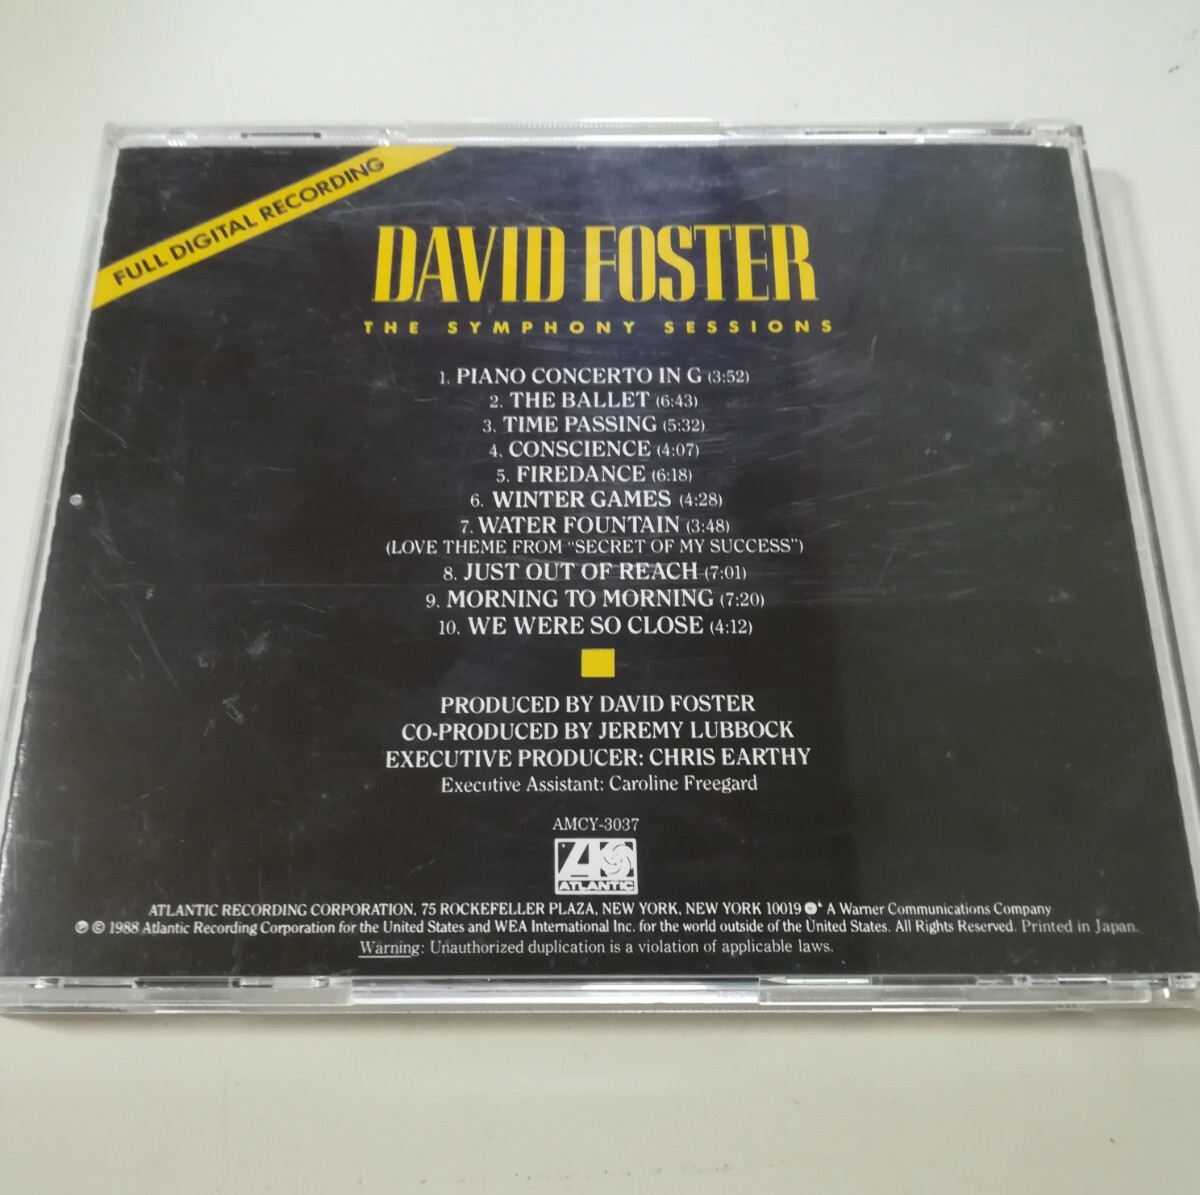 FULL DIGITAL RECORDING
DAVID FOSTER
THE SYMPHONY SESSIONS
1. PIANO CONCERTO IN G (3:52)
2. THE BALLET (6:43)
3. TIME PASSING (5:32)
4. CONSCIENCE (4:07)
5. FIREDANCE (6:18)
6. WINTER GAMES (4:28)
7. WATER FOUNTAIN (3:48)
(LOVE THEME FROM "SECRET OF MY SUCCESS")
8. JUST OUT OF REACH (7:01)
9. MORNING TO MORNING (7:20)
10. WE WERE SO CLOSE (4:12)
PRODUCED BY DAVID FOSTER
CO-PRODUCED BY JEREMY LUBBOCK
EXECUTIVE PRODUCER: CHRIS EARTHY
Executive Assistant: Caroline Freegard
AMCY-3037
ATLANTIC
ATLANTIC RECORDING CORPORATION, 75 ROCKEFELLER PLAZA, NEW YORK, NEW YORK 10019 A Warner Communications Company
℗ © 1988 Atlantic Recording Corporation for the United States and WEA International Inc. for the world outside of the United States. All Rights Reserved. Printed in Japan.
Warning: Unauthorized duplication is a violation of applicable laws.